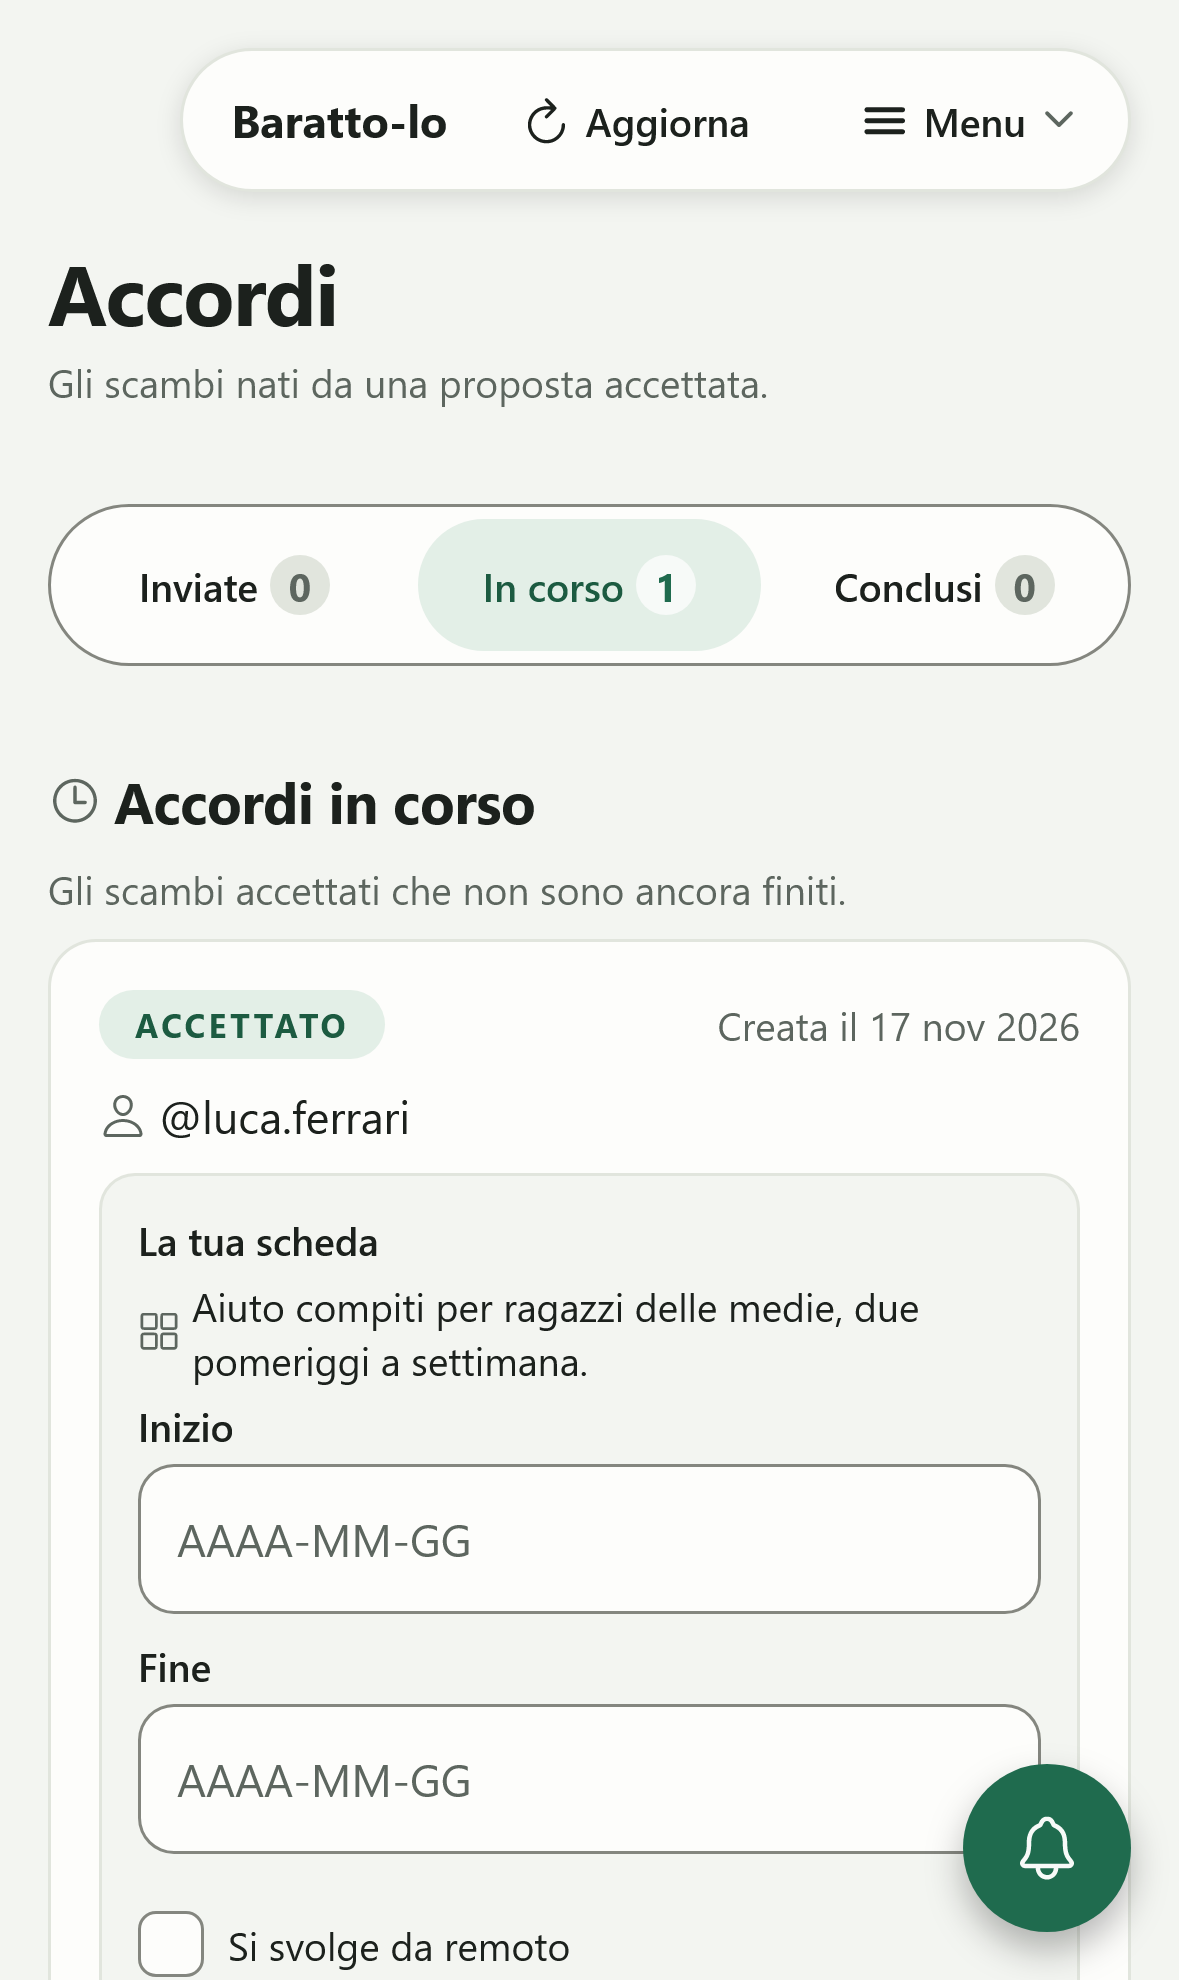 Baratto-lo Aggiorna Menu
Accordi
Gli scambi nati da una proposta accettata.
Inviate 0 In corso 1 Conclusi 0
Accordi in corso
Gli scambi accettati che non sono ancora finiti.
ACCETTATO Creata il 17 nov 2026
@luca.ferrari
La tua scheda
Aiuto compiti per ragazzi delle medie, due
pomeriggi a settimana.
Inizio
AAAA-MM-GG
Fine
AAAA-MM-GG
Si svolge da remoto